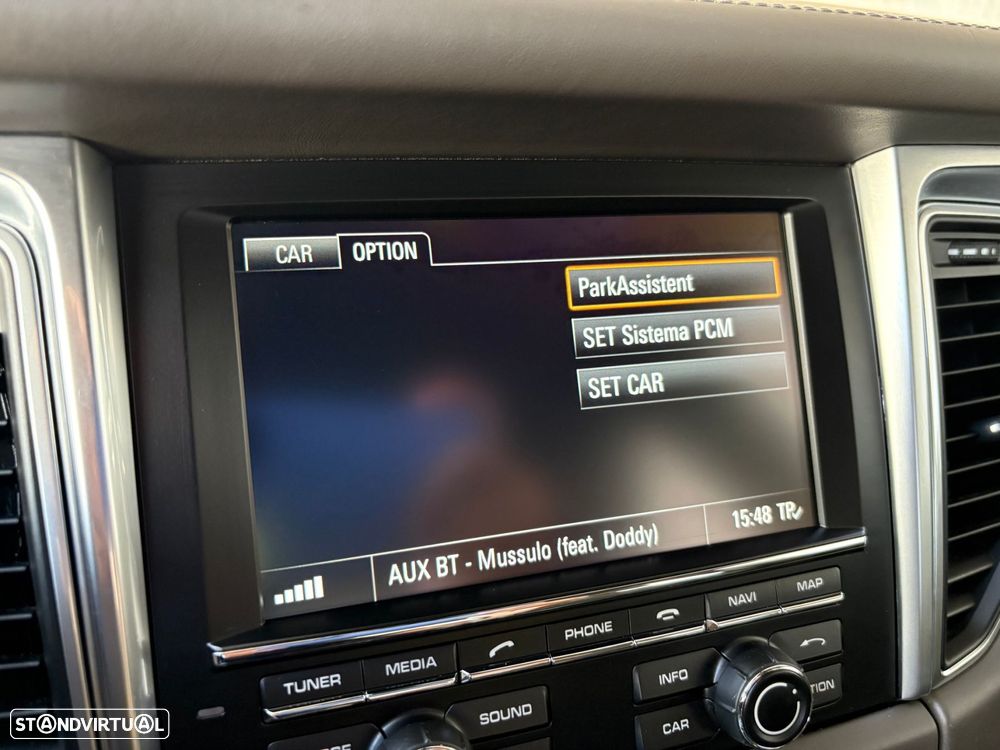 CAR OPTION
ParkAssistent
SET Sistema PCM
SET CAR
AUX BT - Mussulo (feat. Doddy) 15:48 TP
TUNER MEDIA PHONE NAVI MAP
SOUND INFO
CAR
STANDVIRTUAL